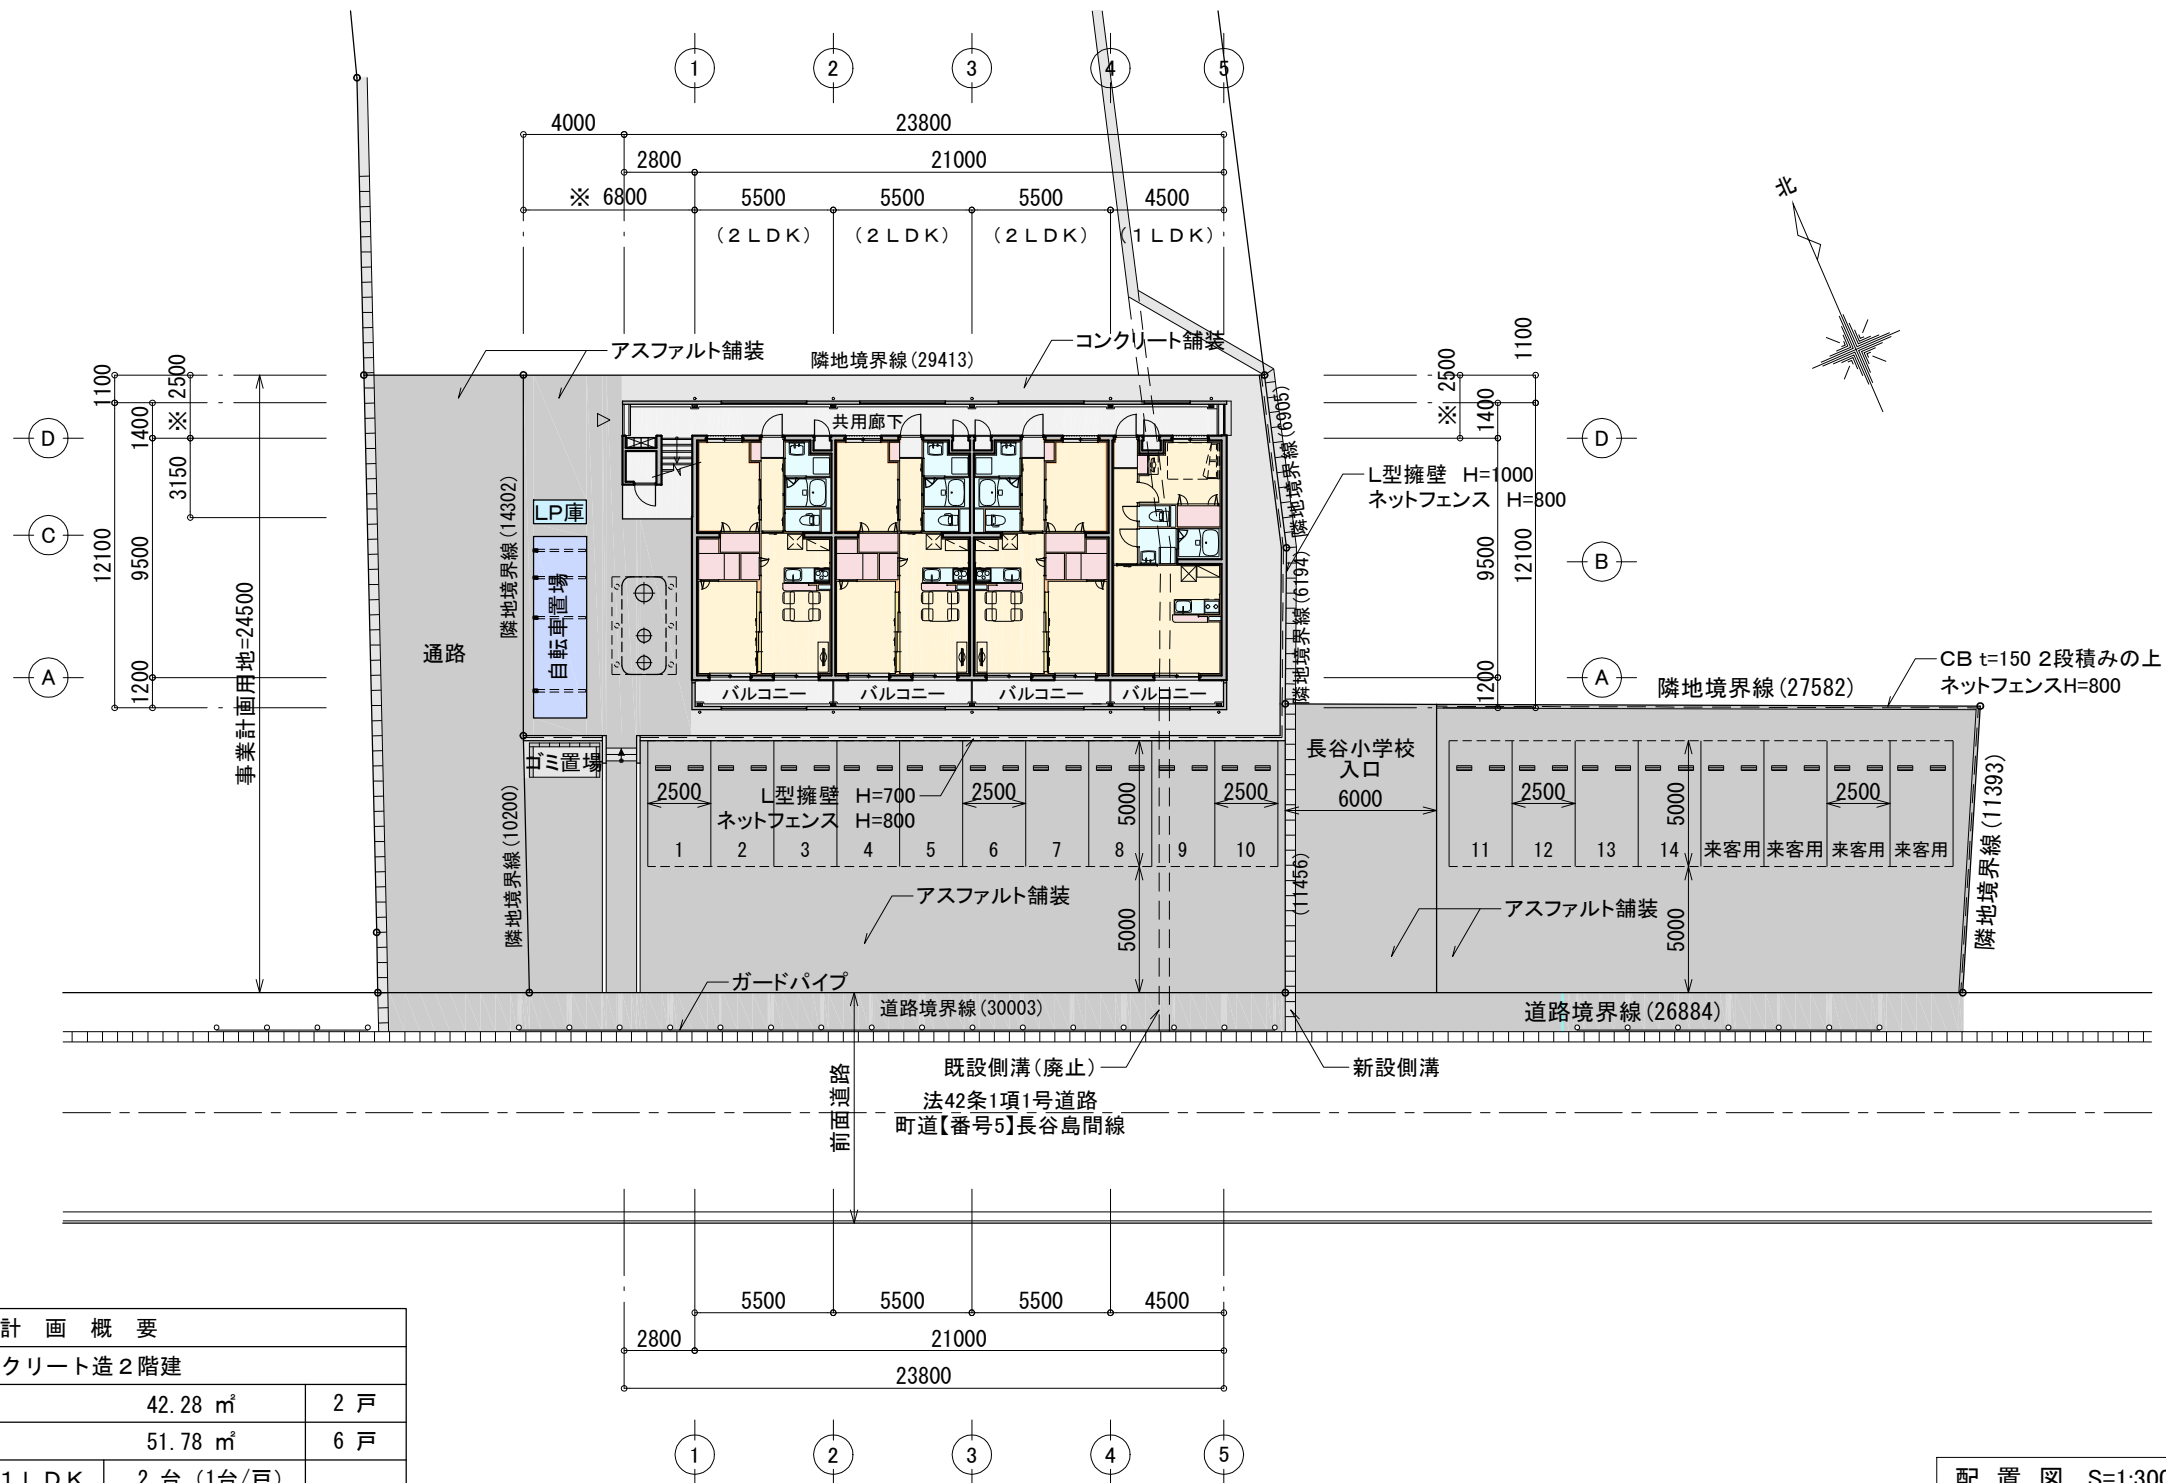 1
2
3
4
5
4000
23800
2800
21000
※ 6800
5500
5500
5500
4500
(2LDK)
(2LDK)
(2LDK)
(1LDK)
北
アスファルト舗装
隣地境界線(29413)
コンクリート舗装
1100
1400
※ 2500
3150
12100
9500
1200
D
C
A
事業計画用地=24500
※ 2500
1400
1100
9500
12100
1200
D
B
A
共用廊下
隣地境界線(6905)
L型擁壁 H=1000
ネットフェンス H=800
隣地境界線(14302)
LP庫
自転車置場
通路
隣地境界線(6194)
バルコニー
バルコニー
バルコニー
バルコニー
CB t=150 2段積みの上
ネットフェンスH=800
隣地境界線(27582)
ゴミ置場
長谷小学校
入口
6000
L型擁壁 H=700
ネットフェンス H=800
2500
2500
2500
5000
2500
5000
2500
隣地境界線(11393)
隣地境界線(10200)
1
2
3
4
5
6
7
8
9
10
11
12
13
14
来客用
来客用
来客用
来客用
(11456)
アスファルト舗装
5000
アスファルト舗装
5000
ガードパイプ
道路境界線(30003)
道路境界線(26884)
既設側溝(廃止)
新設側溝
前面道路
法42条1項1号道路
町道【番号5】長谷島間線
5500
5500
5500
4500
2800
21000
23800
1
2
3
4
5
計 画 概 要
クリート造2階建
42.28 ㎡
2 戸
51.78 ㎡
6 戸
1LDK
2 台 (1台/戸)
配 置 図 S=1:300